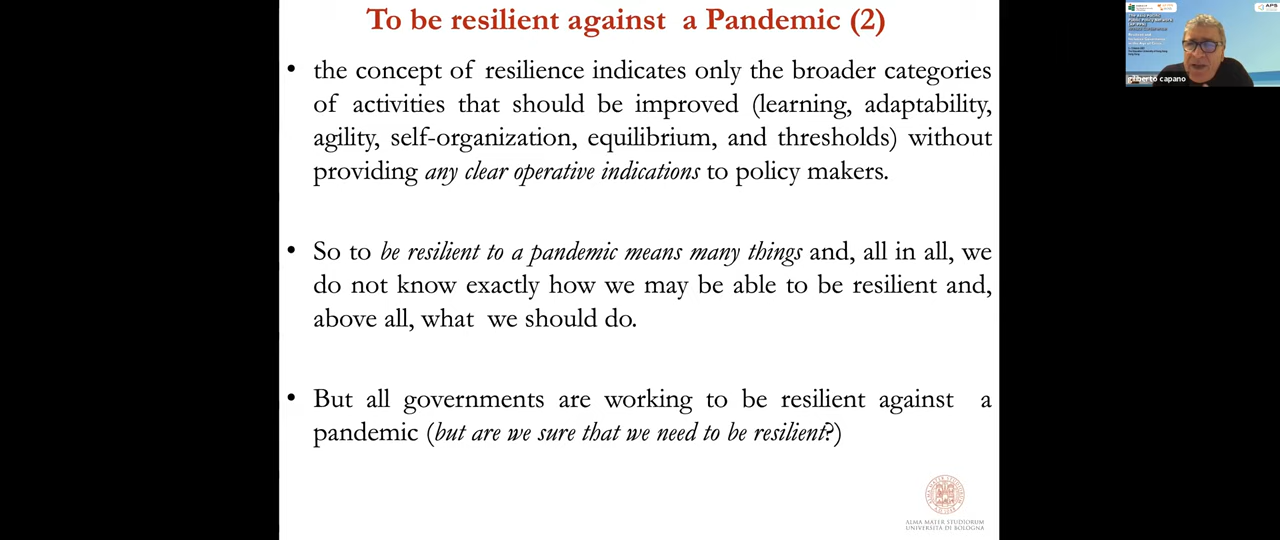 To be resilient against a Pandemic (2)
• the concept of resilience indicates only the broader categories
of activities that should be improved (learning, adaptability,
agility, self-organization, equilibrium, and thresholds) without
providing any clear operative indications to policy makers.
• So to be resilient to a pandemic means many things and, all in all, we
do not know exactly how we may be able to be resilient and,
above all, what we should do.
• But all governments are working to be resilient against a
pandemic (but are we sure that we need to be resilient?)
ALMA MATER STUDIORUM
UNIVERSITÀ DI BOLOGNA
APS
gilberto capano